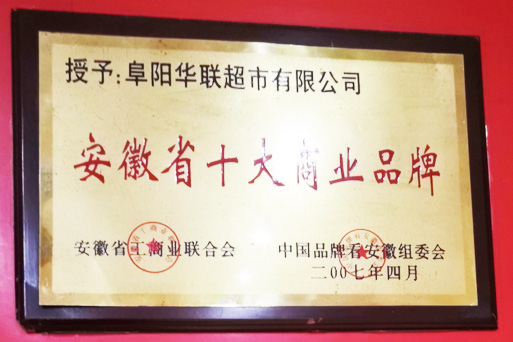 授予:阜阳华联超市有限公司
安徽省十大商业品牌
安徽省工商业联合会 中国品牌看安徽组委会
二00七年四月